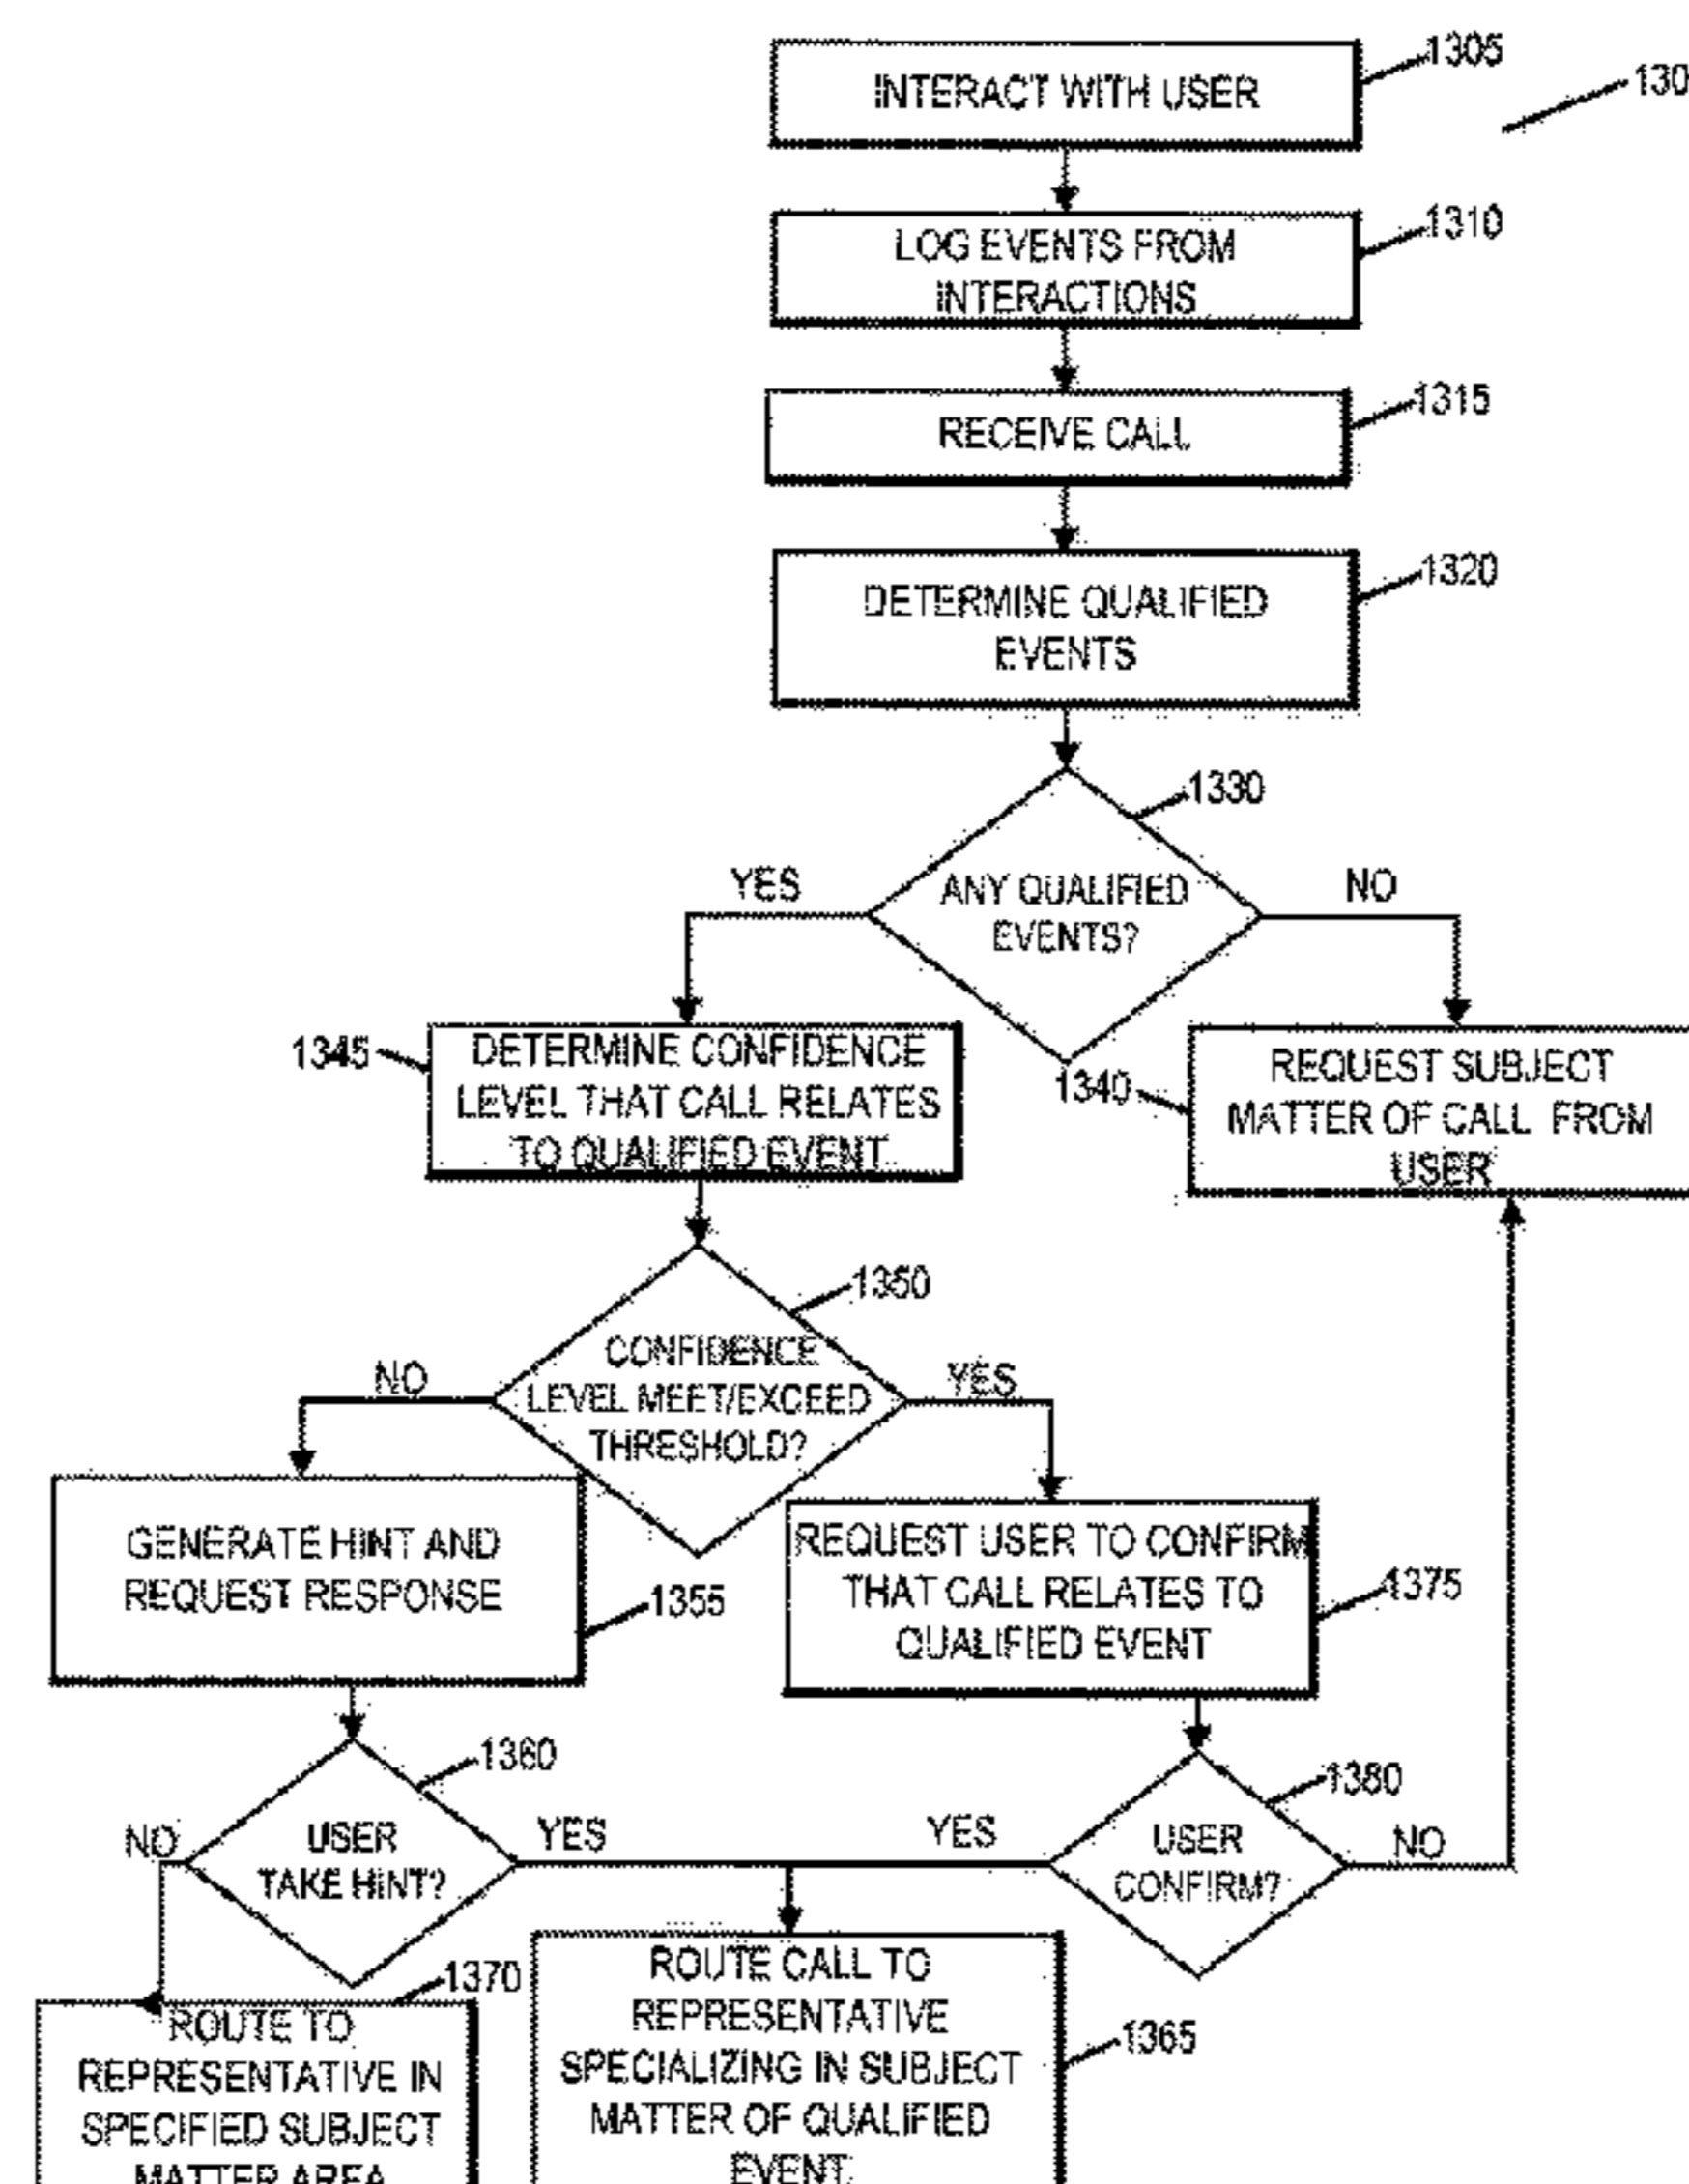 1305
130
INTERACT WITH USER
1310
LOG EVENTS FROM
INTERACTIONS
1315
RECEIVE CALL
1320
DETERMINE QUALIFIED
EVENTS
1330
YES
ANY QUALIFIED
EVENTS?
NO
1345
DETERMINE CONFIDENCE
LEVEL THAT CALL RELATES
TO QUALIFIED EVENT
1340
REQUEST SUBJECT
MATTER OF CALL FROM
USER
1350
NO
CONFIDENCE
LEVEL MEET/EXCEED
THRESHOLD?
YES
GENERATE HINT AND
REQUEST RESPONSE
1355
REQUEST USER TO CONFIRM
THAT CALL RELATES TO
QUALIFIED EVENT
1375
1360
1380
NO
USER
TAKE HINT?
YES
YES
USER
CONFIRM?
NO
1370
ROUTE TO
REPRESENTATIVE IN
SPECIFIED SUBJECT
MATTER AREA
ROUTE CALL TO
REPRESENTATIVE
SPECIALIZING IN SUBJECT
MATTER OF QUALIFIED
EVENT
1365